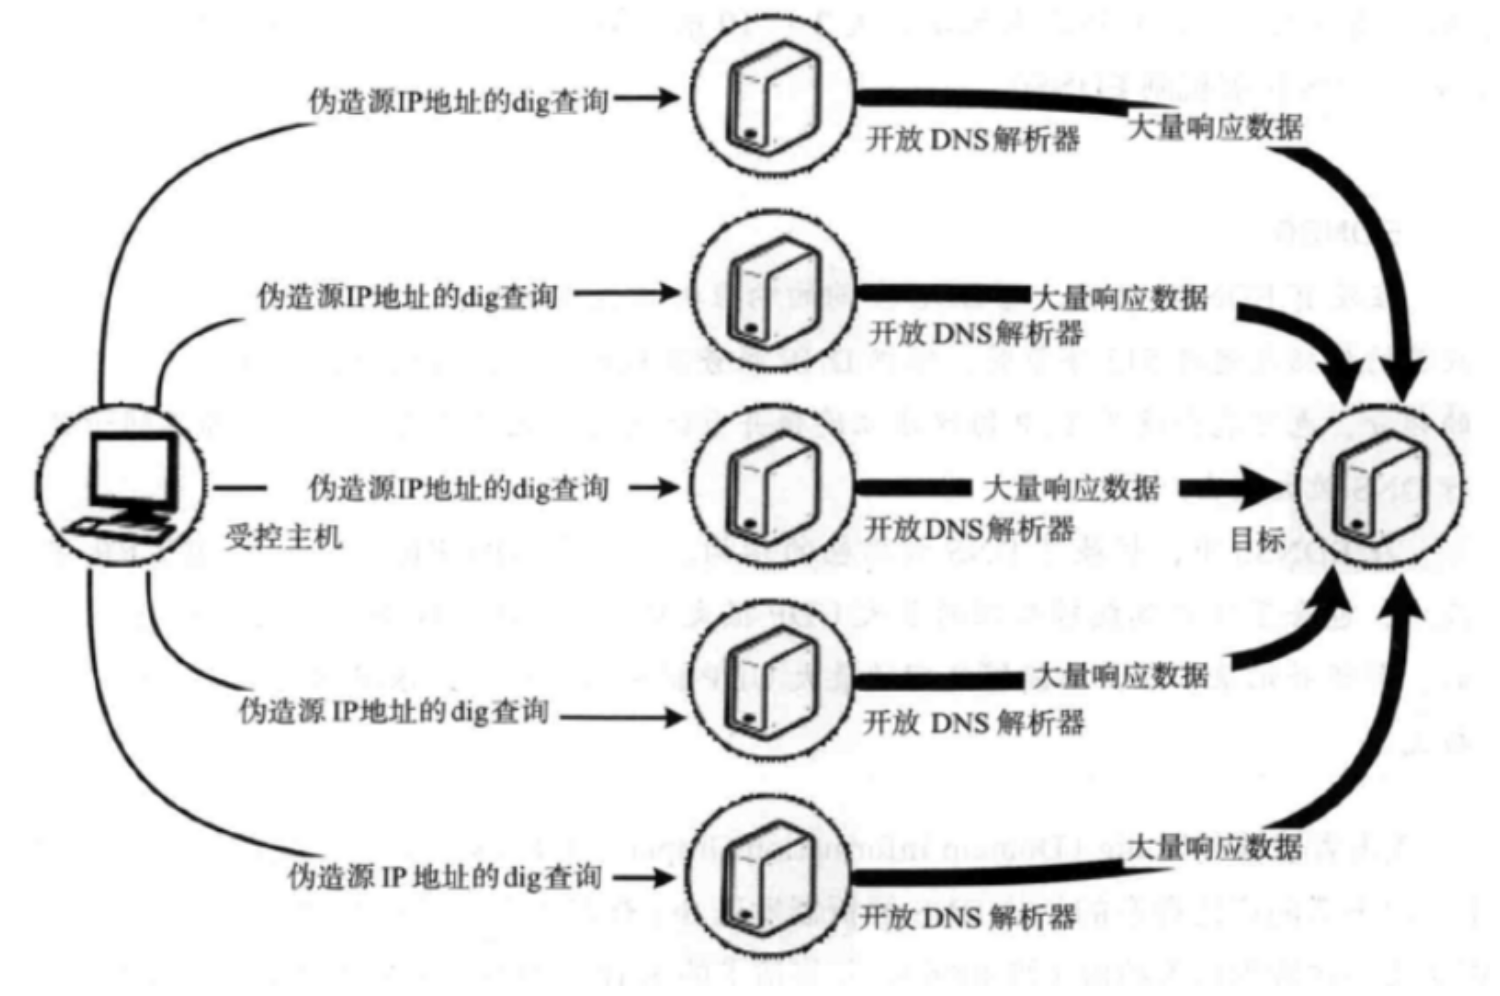 伪造源IP地址的dig查询
开放 DNS 解析器
大量响应数据
伪造源IP地址的dig查询
开放 DNS 解析器
大量响应数据
受控主机
伪造源IP地址的dig查询
开放DNS解析器
大量响应数据
目标
伪造源 IP地址的dig查询
开放 DNS 解析器
大量响应数据
伪造源 IP 地址的dig查询
开放 DNS 解析器
大量响应数据